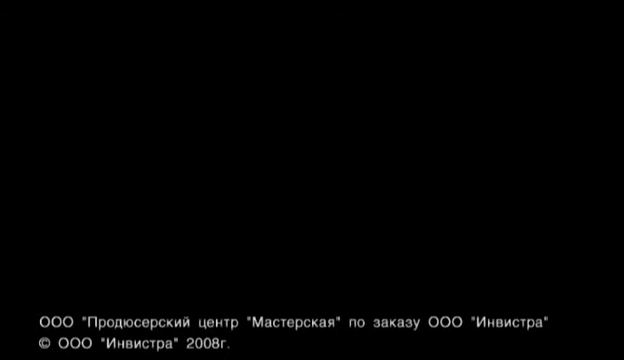 ООО "Продюсерский центр "Мастерская" по заказу ООО "Инвистра"
© ООО "Инвистра" 2008г.